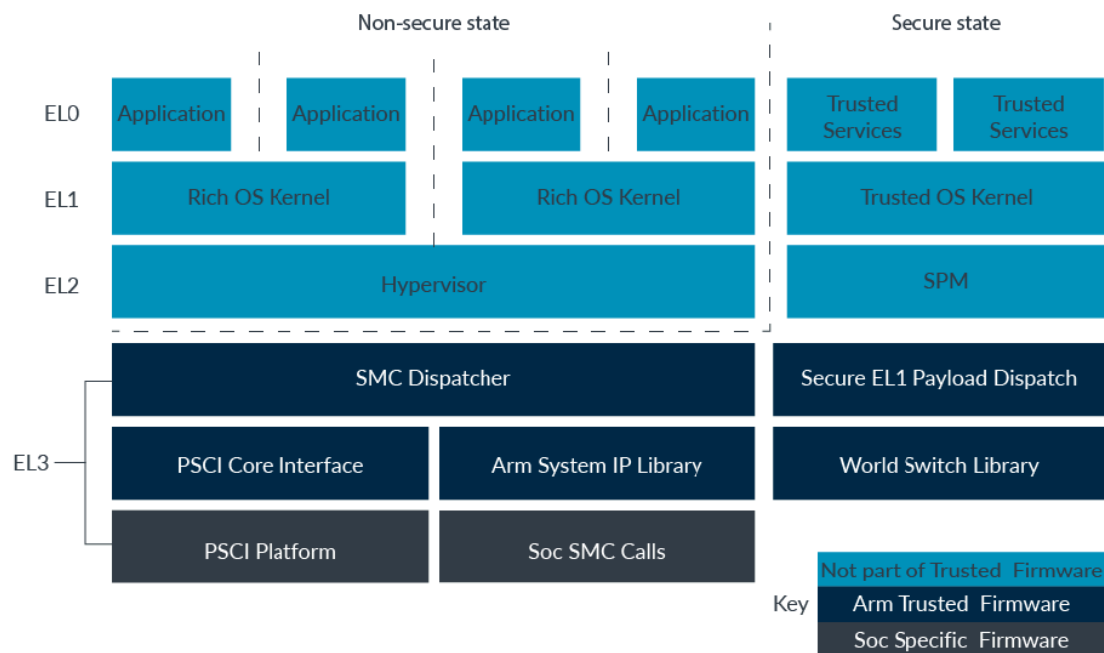 Non-secure state
Secure state
EL0
Application
Application
Application
Application
Trusted
Services
Trusted
Services
EL1
Rich OS Kernel
Rich OS Kernel
Trusted OS Kernel
EL2
Hypervisor
SPM
EL3
SMC Dispatcher
Secure EL1 Payload Dispatch
PSCI Core Interface
Arm System IP Library
World Switch Library
PSCI Platform
Soc SMC Calls
Key
Not part of Trusted Firmware
Arm Trusted Firmware
Soc Specific Firmware